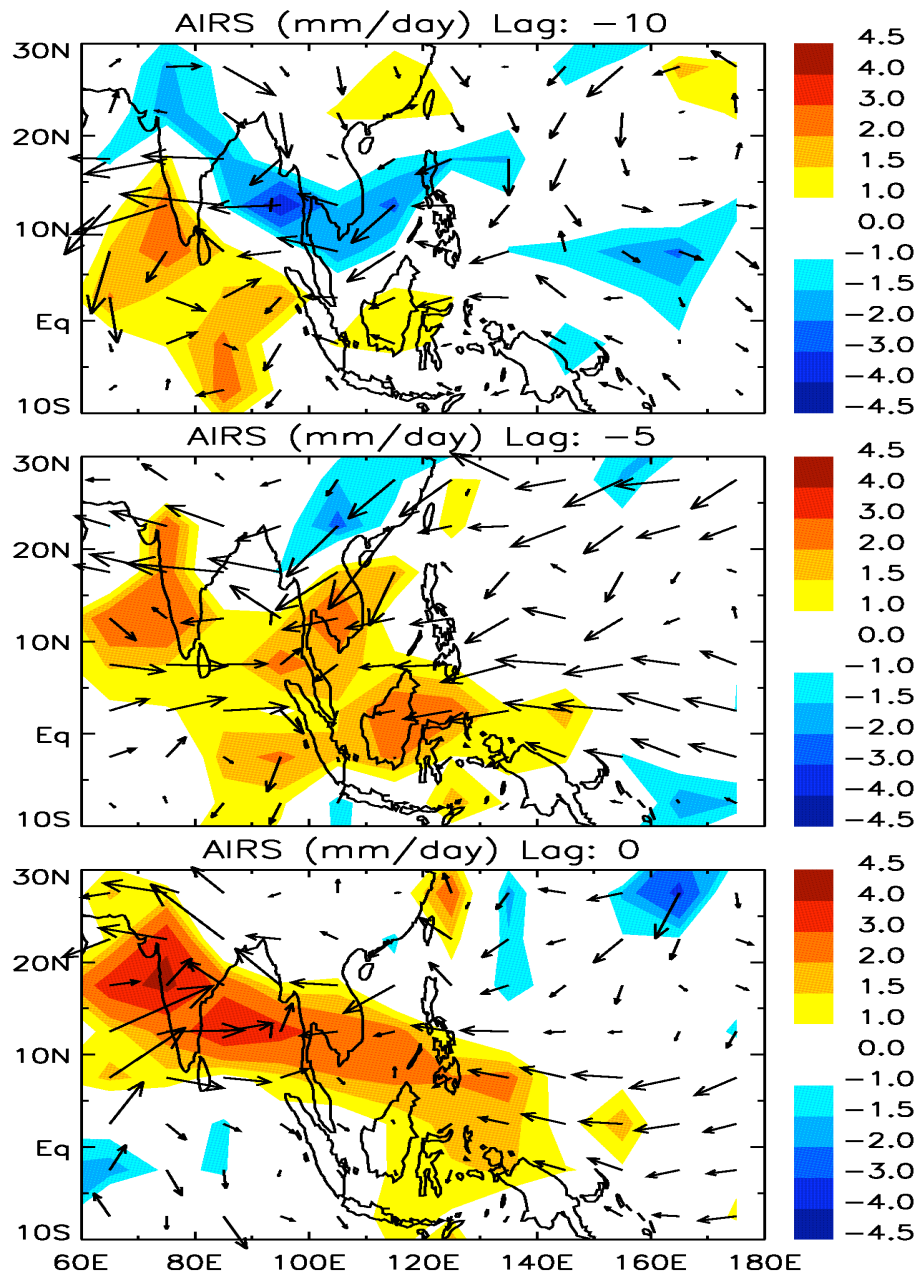 AIRS (mm/day) Lag: −10
30N
20N
10N
Eq
10S
4.5
4.0
3.0
2.0
1.5
1.0
0.0
−1.0
−1.5
−2.0
−3.0
−4.0
−4.5
AIRS (mm/day) Lag: −5
30N
20N
10N
Eq
10S
4.5
4.0
3.0
2.0
1.5
1.0
0.0
−1.0
−1.5
−2.0
−3.0
−4.0
−4.5
AIRS (mm/day) Lag: 0
30N
20N
10N
Eq
10S
4.5
4.0
3.0
2.0
1.5
1.0
0.0
−1.0
−1.5
−2.0
−3.0
−4.0
−4.5
60E 80E 100E 120E 140E 160E 180E